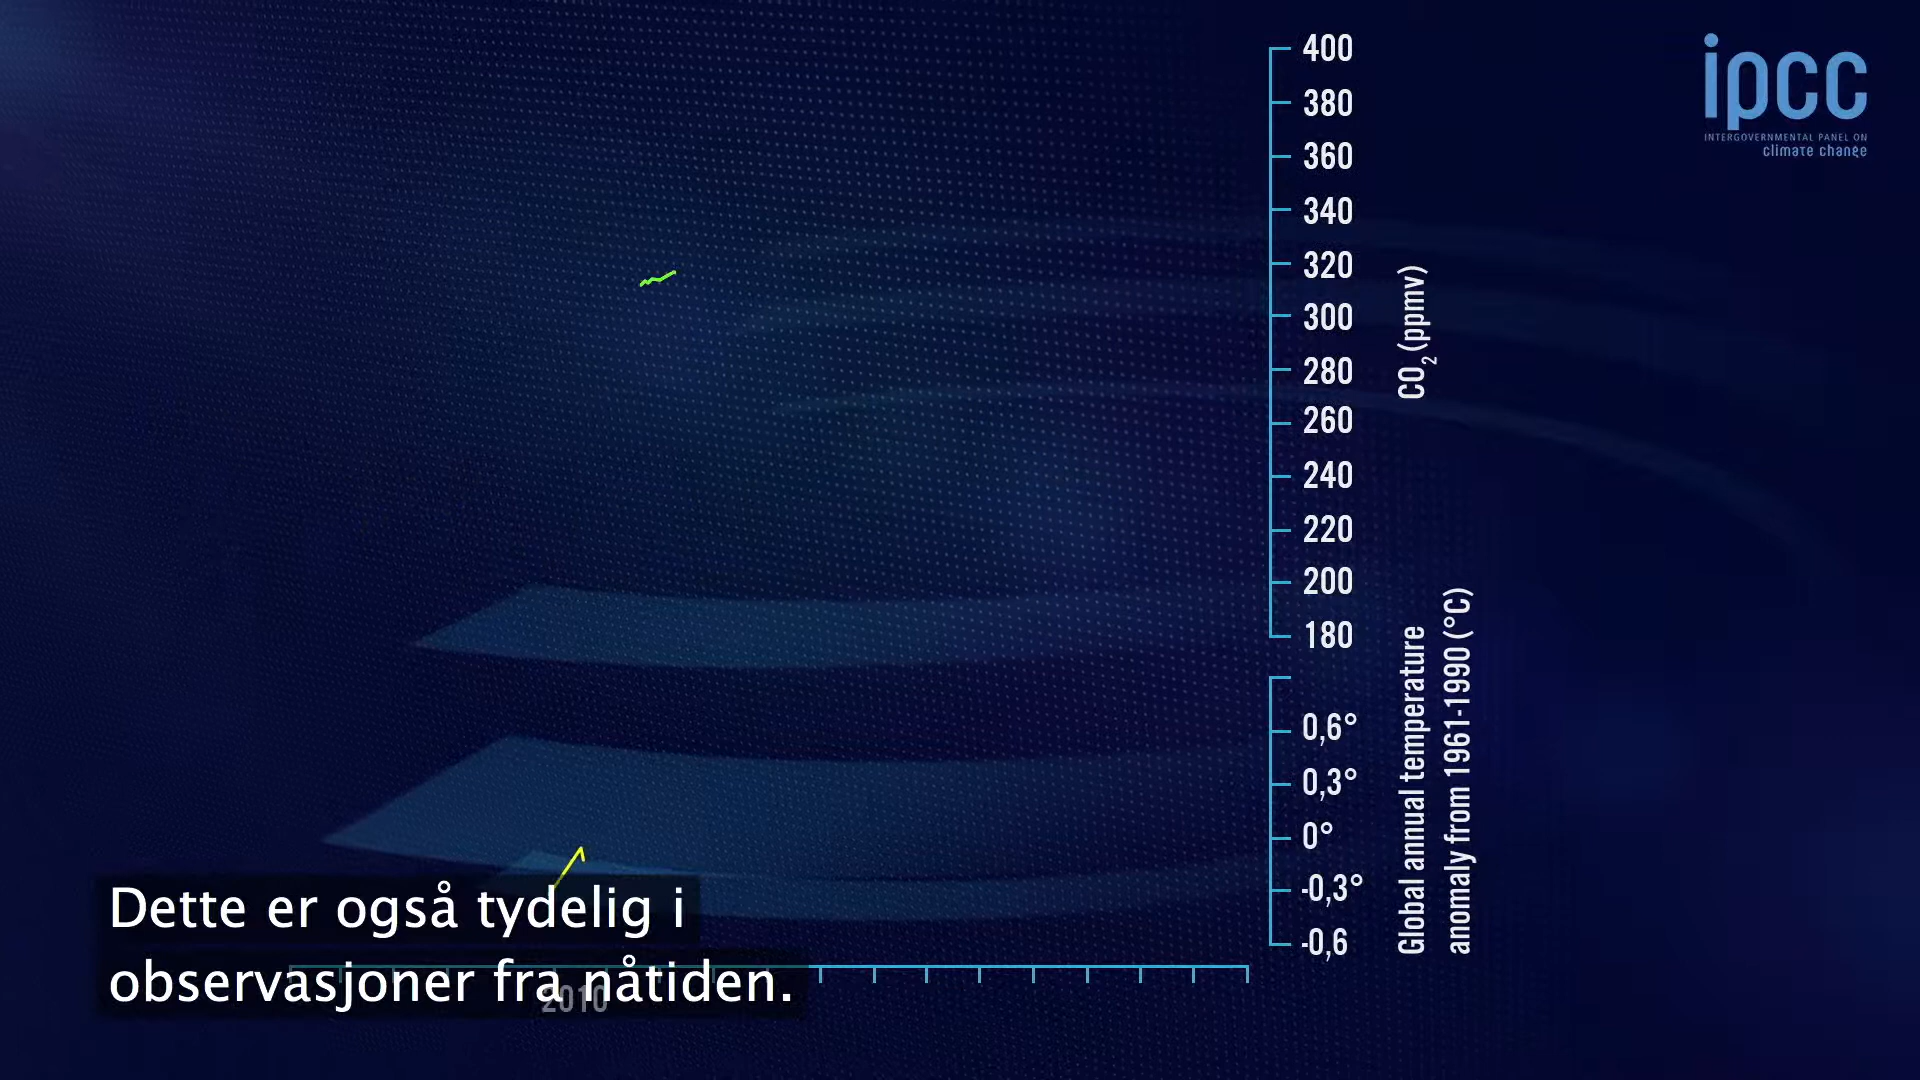 ipcc
INTERGOVERNMENTAL PANEL ON
climate change
400
380
360
340
320
300
280
260
240
220
200
180
CO2 (ppmv)
0,6°
0,3°
0°
-0,3°
-0,6
Global annual temperature
anomaly from 1961-1990 (°C)
Dette er også tydelig i
observasjoner fra nåtiden.
2010